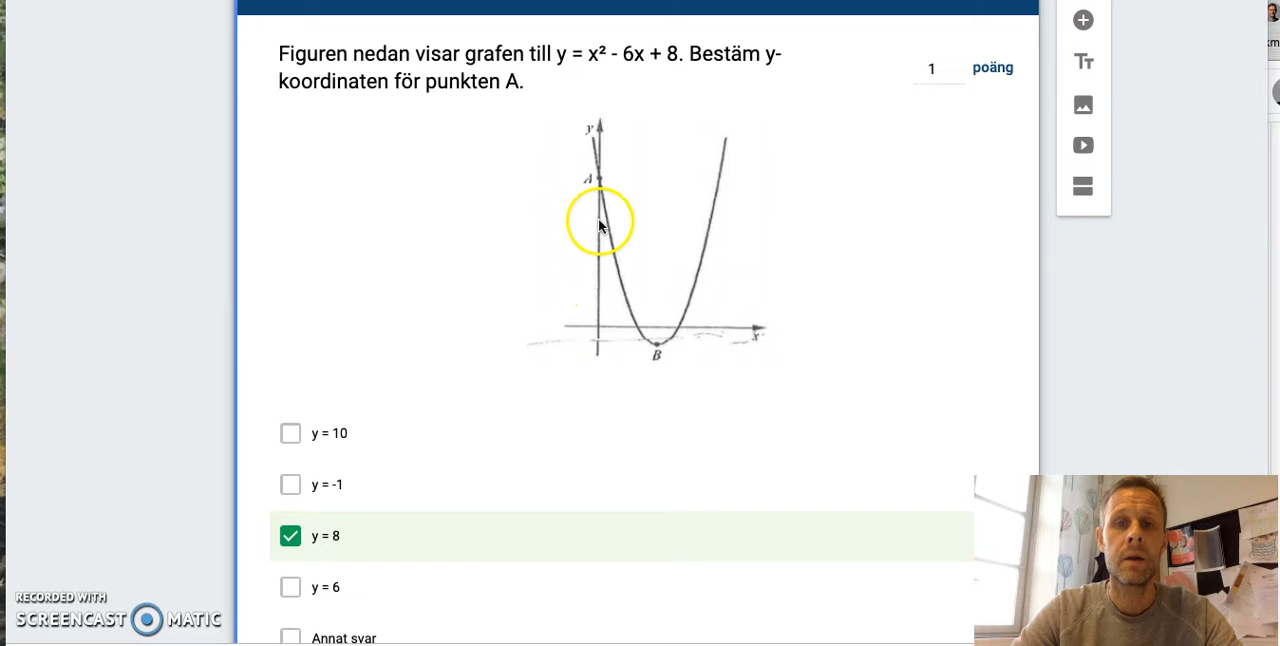 Figuren nedan visar grafen till y = x² - 6x + 8. Bestäm y-
koordinaten för punkten A.
1 poäng
Tт
y
A
x
B
y = 10
y = -1
y = 8
y = 6
Annat svar
RECORDED WITH
SCREENCAST MATIC